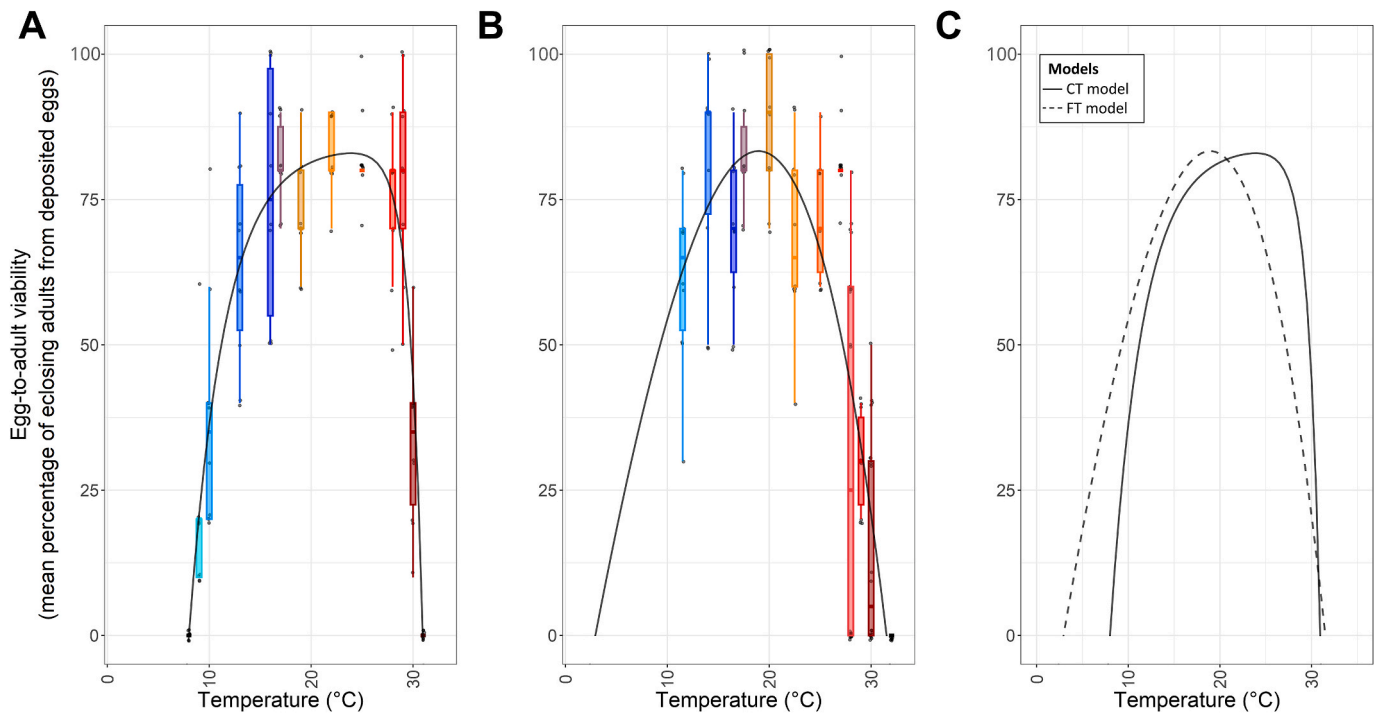 A
B
C
Egg-to-adult viability
(mean percentage of eclosing adults from deposited eggs)
100
75
50
25
0
0
10
20
30
Temperature (°C)
100
75
50
25
0
0
10
20
30
Temperature (°C)
100
75
50
25
0
0
10
20
30
Temperature (°C)
Models
CT model
FT model